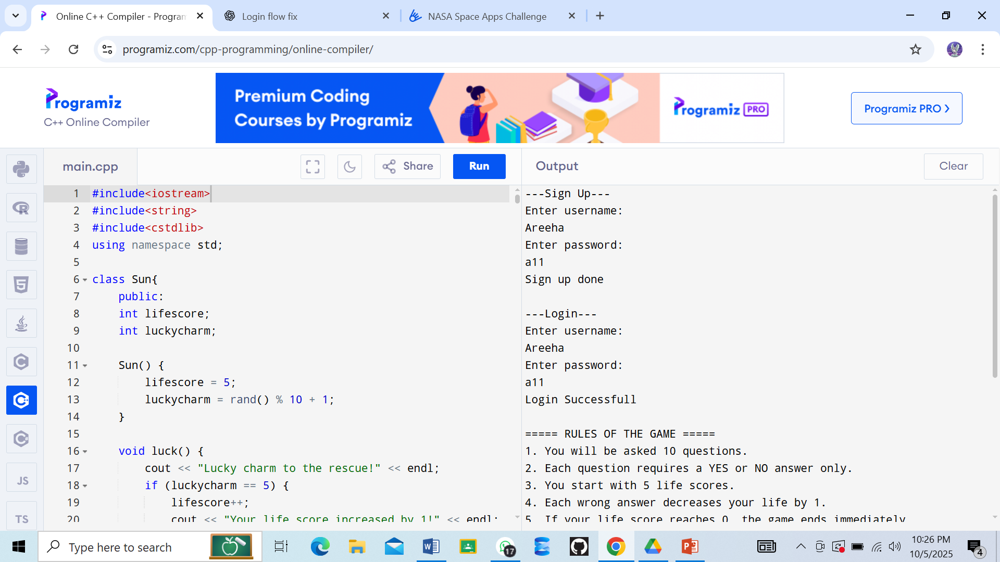 Online C++ Compiler - Program
Login flow fix
NASA Space Apps Challenge
programiz.com/cpp-programming/online-compiler/
Programiz
C++ Online Compiler
Premium Coding
Courses by Programiz
Programiz PRO
Programiz PRO
main.cpp
Share
Run
Output
Clear
1 #include<iostream>
2 #include<string>
3 #include<cstdlib>
4 using namespace std;
5
6 class Sun{
7 public:
8 int lifescore;
9 int luckycharm;
10
11 Sun() {
12 lifescore = 5;
13 luckycharm = rand() % 10 + 1;
14 }
15
16 void luck() {
17 cout << "Lucky charm to the rescue!" << endl;
18 if (luckycharm == 5) {
19 lifescore++;
20 cout << "Your life score increased by 1!" << endl;
---Sign Up---
Enter username:
Areeha
Enter password:
a11
Sign up done
---Login---
Enter username:
Areeha
Enter password:
a11
Login Successfull
===== RULES OF THE GAME =====
1. You will be asked 10 questions.
2. Each question requires a YES or NO answer only.
3. You start with 5 life scores.
4. Each wrong answer decreases your life by 1.
5. If your life score reaches 0, the game ends immediately
JS
TS
Type here to search
17
10:26 PM
10/5/2025
4